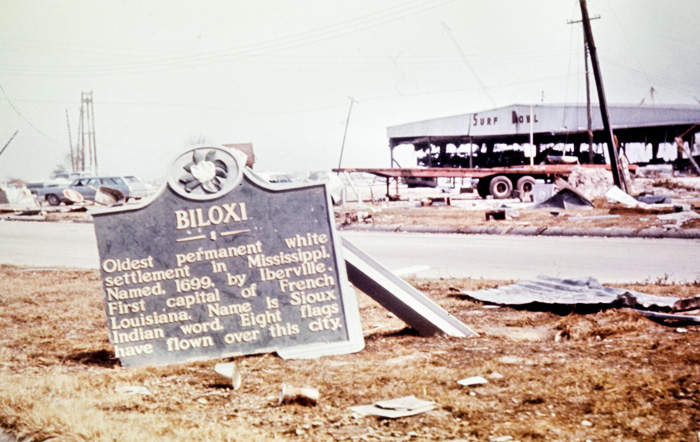 SURF BOWL
BILOXI
Oldest permanent white
settlement in Mississippi.
Named, 1699, by Iberville.
First capital of French
Louisiana. Name is Sioux
Indian word. Eight flags
have flown over this city.